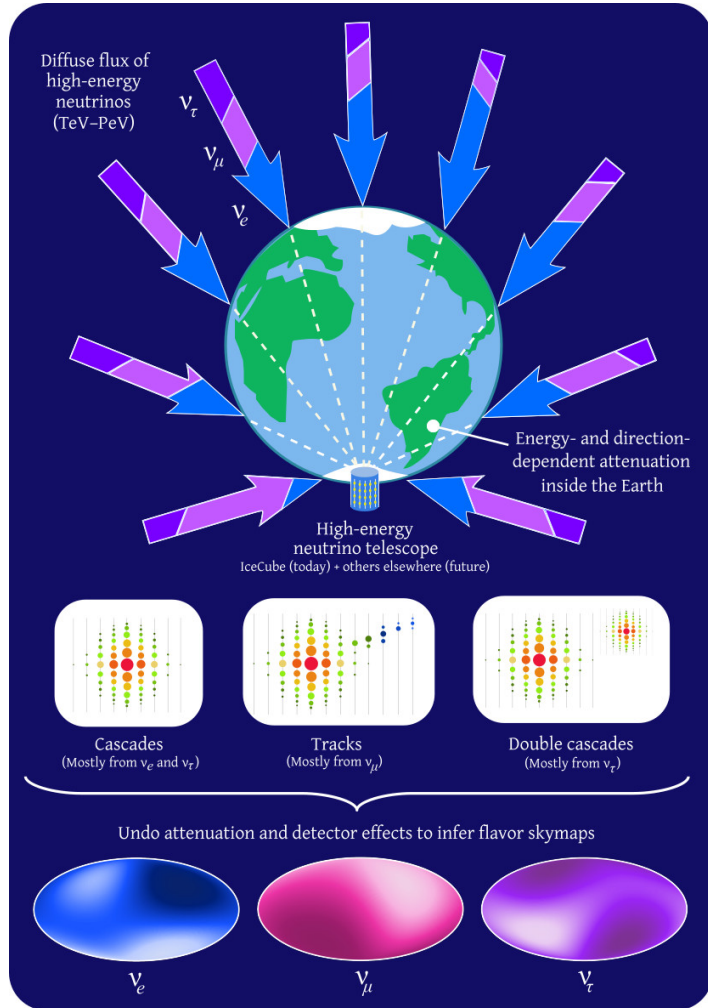 Diffuse flux of
high-energy
neutrinos
(TeV–PeV)
ντ
νμ
νe
Energy- and direction-
dependent attenuation
inside the Earth
High-energy
neutrino telescope
IceCube (today) + others elsewhere (future)
Cascades
(Mostly from νe and ντ)
Tracks
(Mostly from νμ)
Double cascades
(Mostly from ντ)
Undo attenuation and detector effects to infer flavor skymaps
νe
νμ
ντ